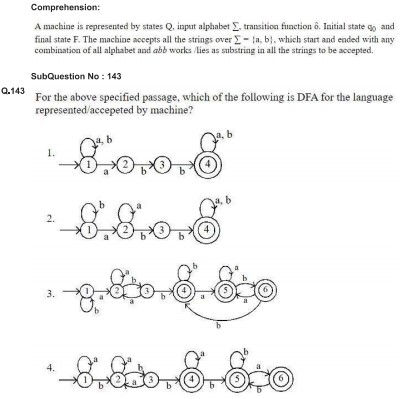 Comprehension:
A machine is represented by states Q, input alphabet ∑, transition function δ. Initial state q₀ and
final state F. The machine accepts all the strings over ∑ = {a, b}, which start and ended with any
combination of all alphabet and abb works /lies as substring in all the strings to be accepted.
SubQuestion No : 143
Q.143 For the above specified passage, which of the following is DFA for the language
represented/accepeted by machine?
a, b a, b
1. 1 2 3 4
a b b
b a a, b
2. 1 2 3 4
a b b
a b a
b b
3. 1 2 3 4 5 6
a a b a a
b
b
a a a b
b a
4. 1 2 3 4 5 6
b a b b b